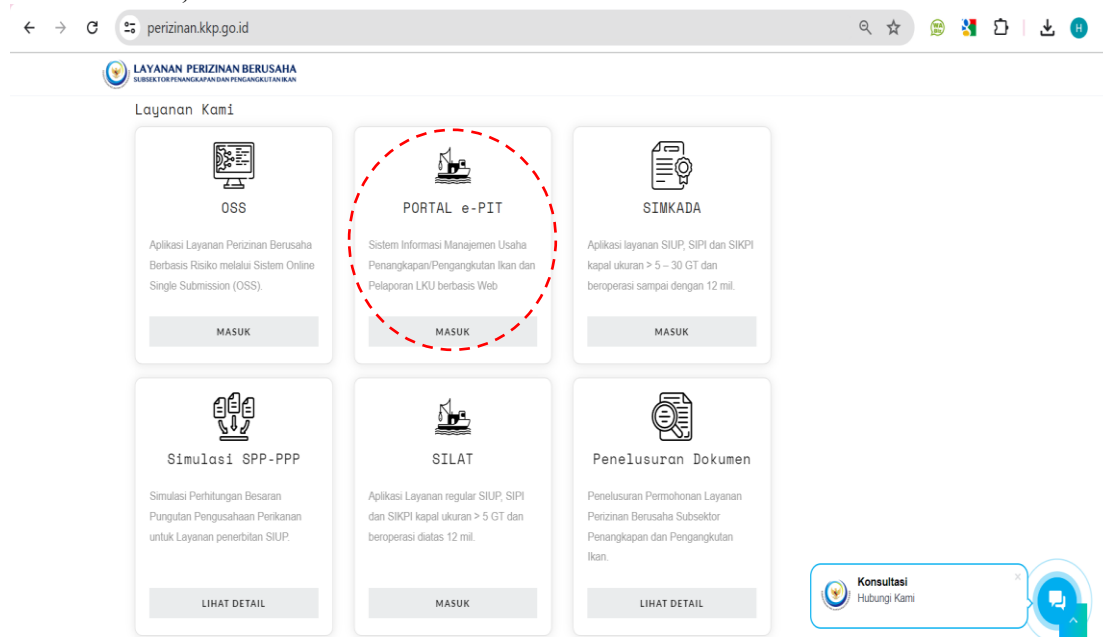 perizinan.kkp.go.id
H
LAYANAN PERIZINAN BERUSAHA
SUBSEKTOR PENANGKAPAN DAN PENGANGKUTAN IKAN
Layanan Kami
OSS
Aplikasi Layanan Perizinan Berusaha
Berbasis Risiko melalui Sistem Online
Single Submission (OSS).
MASUK
PORTAL e-PIT
Sistem Informasi Manajemen Usaha
Penangkapan/Pengangkutan Ikan dan
Pelaporan LKU berbasis Web
MASUK
SIMKADA
Aplikasi layanan SIUP, SIPI dan SIKPI
kapal ukuran > 5 – 30 GT dan
beroperasi sampai dengan 12 mil.
MASUK
Simulasi SPP-PPP
Simulasi Perhitungan Besaran
Pungutan Pengusahaan Perikanan
untuk Layanan penerbitan SIUP.
LIHAT DETAIL
SILAT
Aplikasi Layanan regular SIUP, SIPI
dan SIKPI kapal ukuran > 5 GT dan
beroperasi diatas 12 mil.
MASUK
Penelusuran Dokumen
Penelusuran Permohonan Layanan
Perizinan Berusaha Subsektor
Penangkapan dan Pengangkutan
Ikan.
LIHAT DETAIL
Konsultasi
Hubungi Kami